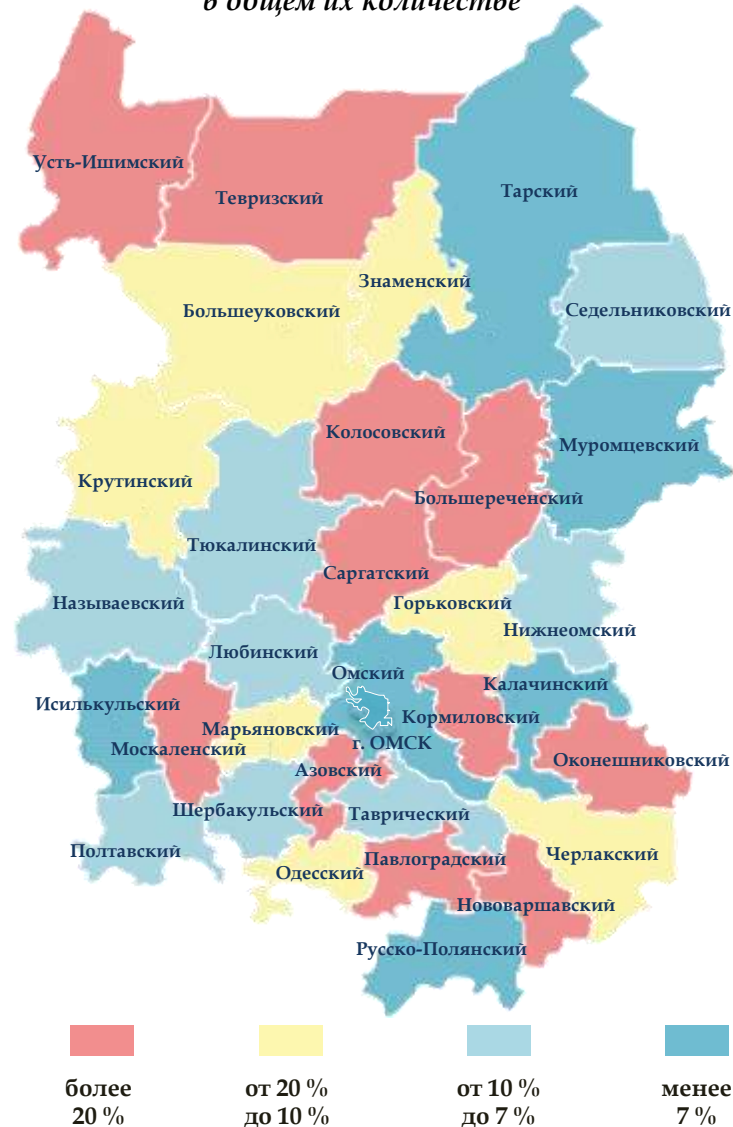 в общем их количестве
Усть-Ишимский
Тевризский
Тарский
Знаменский
Большеуковский
Седельниковский
Колосовский
Муромцевский
Крутинский
Большереченский
Тюкалинский
Саргатский
Называевский
Горьковский
Нижнеомский
Любинский
Омский
Калачинский
Исилькульский
Кормиловский
Марьяновский
г. ОМСК
Москаленский
Оконешниковский
Азовский
Шербакульский
Таврический
Полтавский
Павлоградский
Черлакский
Одесский
Нововаршавский
Русско-Полянский
более
20 %
от 20 %
до 10 %
от 10 %
до 7 %
менее
7 %